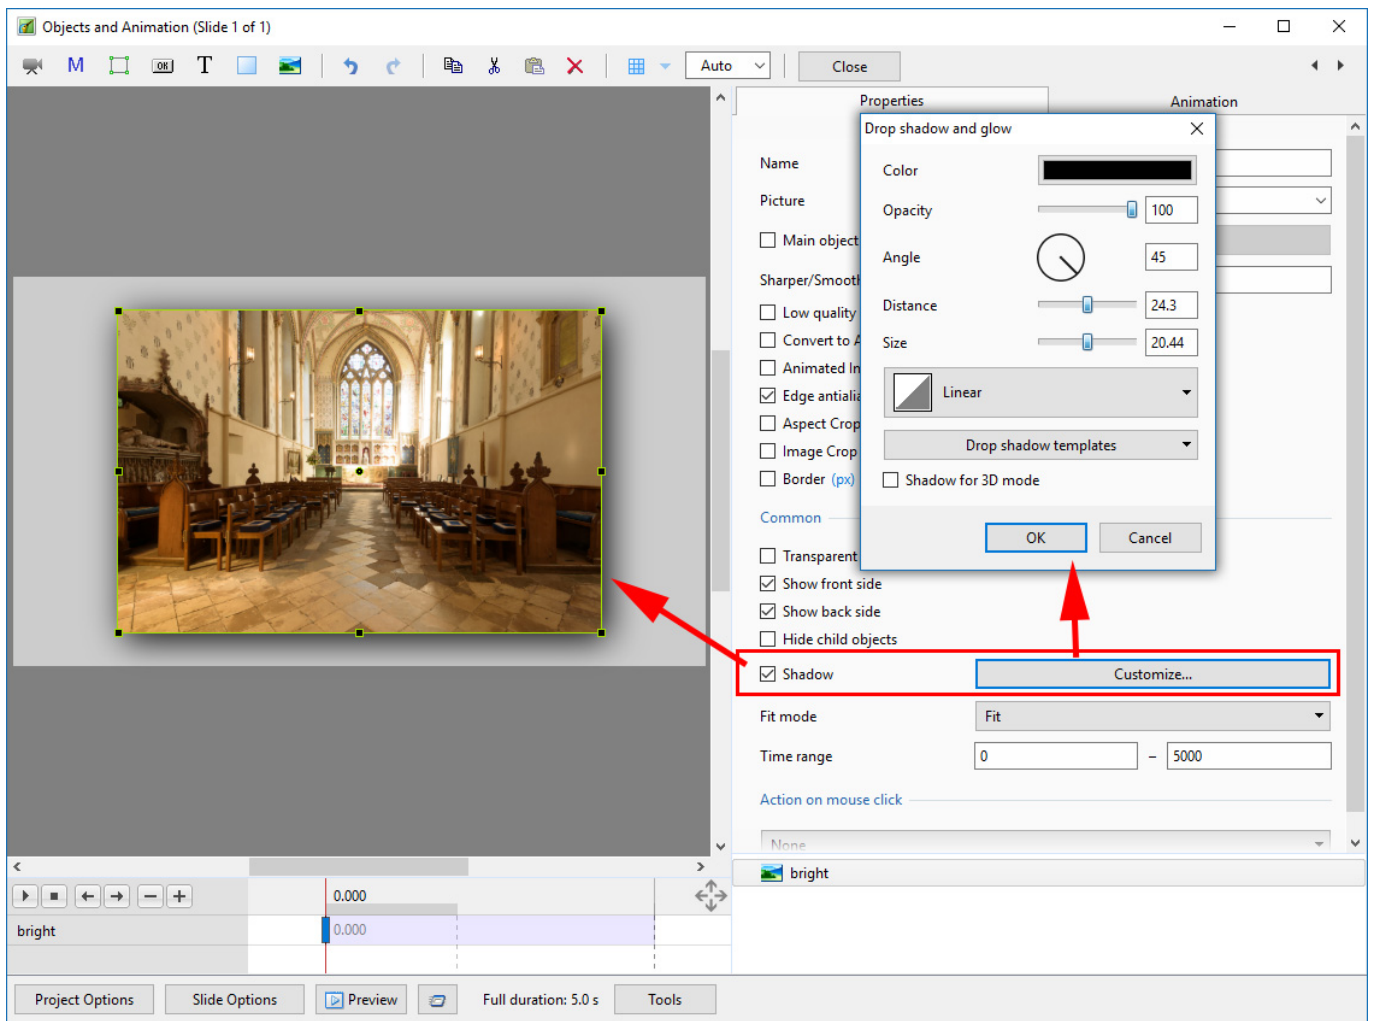 Objects and Animation (Slide 1 of 1)
M
OK
T
Auto
Close
Properties
Animation
Drop shadow and glow
Name
Color
Picture
Opacity
100
Main object
Angle
45
Sharper/Smooth
Distance
24.3
Low quality
Size
20.44
Convert to A
Animated In
Linear
Edge antialia
Aspect Crop
Drop shadow templates
Image Crop
Border (px)
Shadow for 3D mode
Common
OK
Cancel
Transparent
Show front side
Show back side
Hide child objects
Shadow
Customize...
Fit mode
Fit
Time range
0
–
5000
Action on mouse click
None
bright
0.000
bright
0.000
Project Options
Slide Options
Preview
Full duration: 5.0 s
Tools